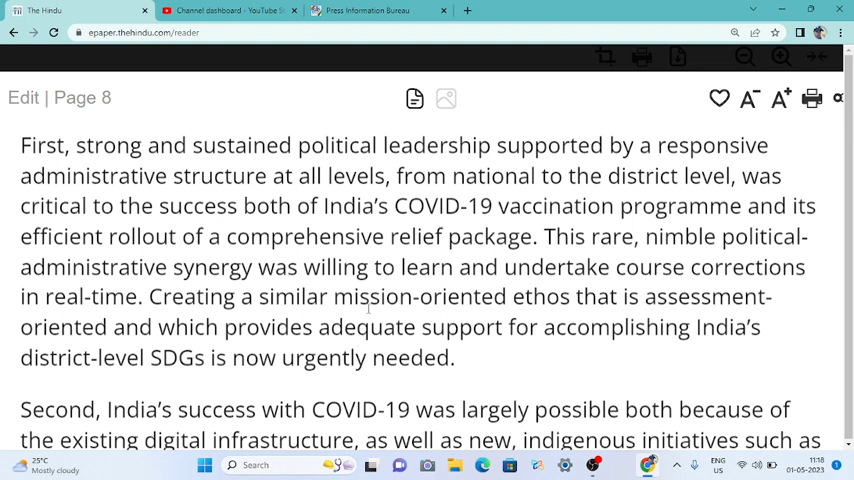 The Hindu
Channel dashboard - YouTube St
Press Information Bureau
epaper.thehindu.com/reader
Edit | Page 8
A-
A+
First, strong and sustained political leadership supported by a responsive
administrative structure at all levels, from national to the district level, was
critical to the success both of India's COVID-19 vaccination programme and its
efficient rollout of a comprehensive relief package. This rare, nimble political-
administrative synergy was willing to learn and undertake course corrections
in real-time. Creating a similar mission-oriented ethos that is assessment-
oriented and which provides adequate support for accomplishing India's
district-level SDGs is now urgently needed.
Second, India's success with COVID-19 was largely possible both because of
the existing digital infrastructure, as well as new, indigenous initiatives such as
25°C
Mostly cloudy
Search
ENG
US
11:18
01-05-2023